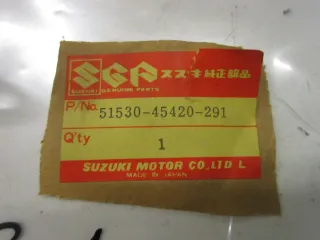 SGP スズキ純正部品
SUZUKI GENUINE PARTS
P/No. 51530-45420-291
Q'ty 1
SUZUKI MOTOR CO.,LTD L
MADE IN JAPAN